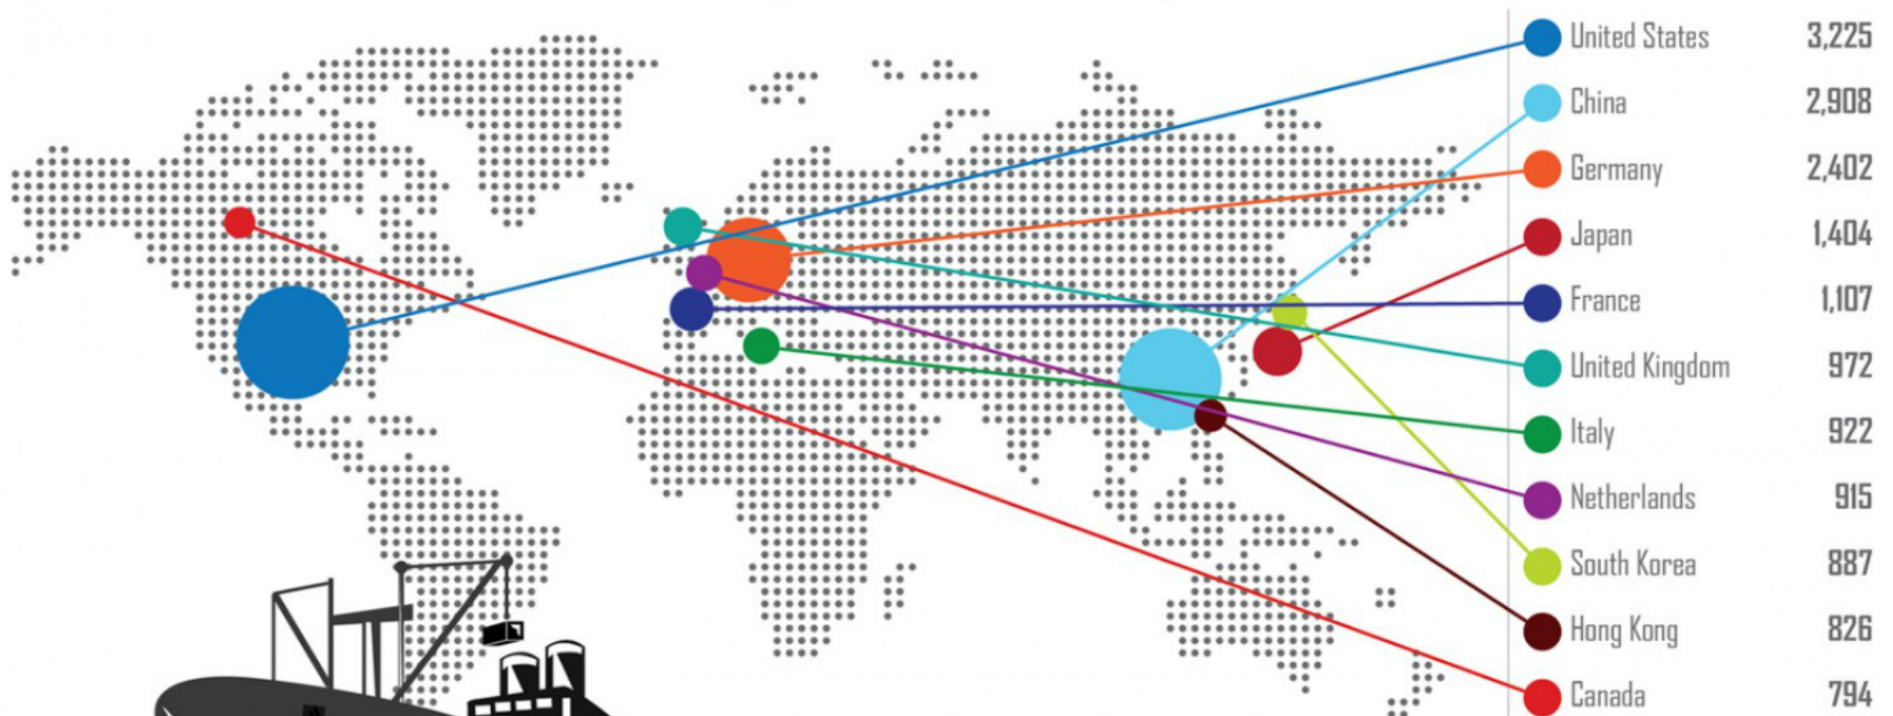 United States 3,225
China 2,908
Germany 2,402
Japan 1,404
France 1,107
United Kingdom 972
Italy 922
Netherlands 915
South Korea 887
Hong Kong 826
Canada 794